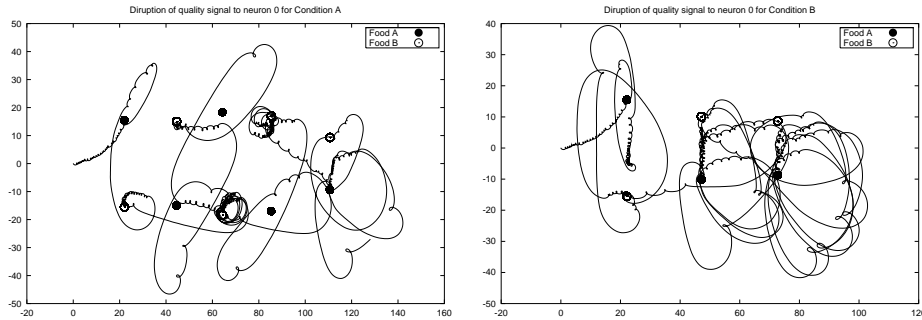 Diruption of quality signal to neuron 0 for Condition A
Food A
Food B
50
40
30
20
10
0
-10
-20
-30
-40
-50
-20 0 20 40 60 80 100 120 140 160
Diruption of quality signal to neuron 0 for Condition B
Food A
Food B
40
30
20
10
0
-10
-20
-30
-40
-50
-20 0 20 40 60 80 100 12